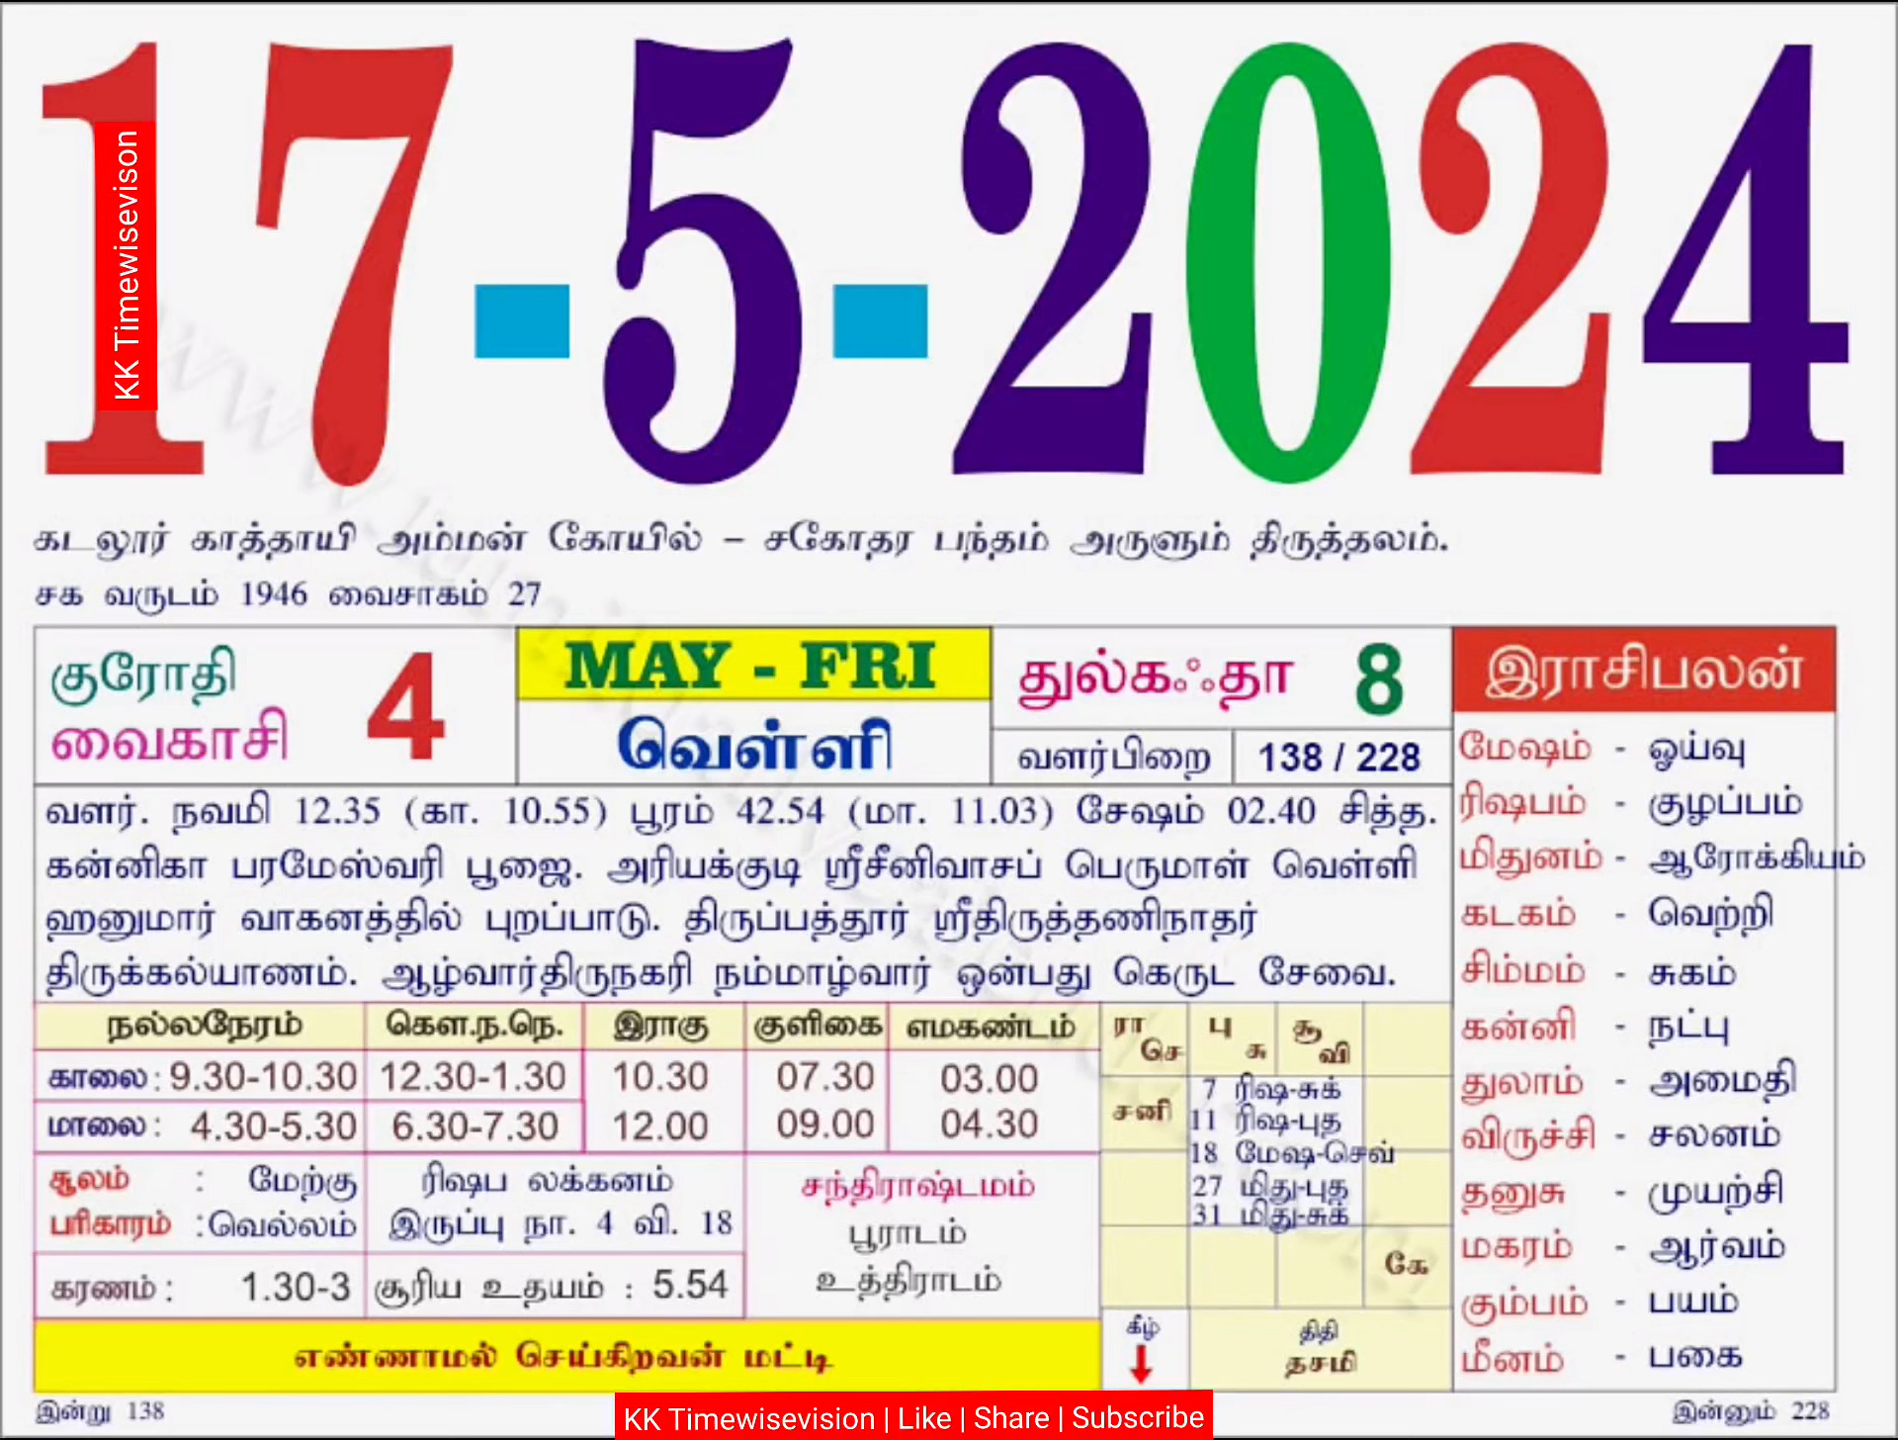 17-5-2024
KK Timewisevison
கடலூர் காத்தாயி அம்மன் கோயில் – சகோதர பந்தம் அருளும் திருத்தலம்.
சக வருடம் 1946 வைசாகம் 27
குரோதி
வைகாசி 4
MAY - FRI
வெள்ளி
துல்கஃதா 8
வளர்பிறை 138 / 228
வளர். நவமி 12.35 (கா. 10.55) பூரம் 42.54 (மா. 11.03) சேஷம் 02.40 சித்த.
கன்னிகா பரமேஸ்வரி பூஜை. அரியக்குடி ஸ்ரீசீனிவாசப் பெருமாள் வெள்ளி
ஹனுமார் வாகனத்தில் புறப்பாடு. திருப்பத்தூர் ஸ்ரீதிருத்தணிநாதர்
திருக்கல்யாணம். ஆழ்வார்திருநகரி நம்மாழ்வார் ஒன்பது கெருட சேவை.
நல்லநேரம் கௌ.ந.நெ. இராகு குளிகை எமகண்டம்
காலை : 9.30-10.30 12.30-1.30 10.30 07.30 03.00
மாலை : 4.30-5.30 6.30-7.30 12.00 09.00 04.30
சூலம் : மேற்கு
பரிகாரம் :வெல்லம்
ரிஷப லக்கனம்
இருப்பு நா. 4 வி. 18
கரணம் : 1.30-3
சூரிய உதயம் : 5.54
சந்திராஷ்டமம்
பூராடம்
உத்திராடம்
ரா பு சூ
செ சு வி
சனி
7 ரிஷ-சுக்
11 ரிஷ-புத
18 மேஷ-செவ்
27 மிது-புத
31 மிது-சுக்
கே
கீழ்
திதி
தசமி
எண்ணாமல் செய்கிறவன் மட்டி
இராசிபலன்
மேஷம் - ஓய்வு
ரிஷபம் - குழப்பம்
மிதுனம் - ஆரோக்கியம்
கடகம் - வெற்றி
சிம்மம் - சுகம்
கன்னி - நட்பு
துலாம் - அமைதி
விருச்சி - சலனம்
தனுசு - முயற்சி
மகரம் - ஆர்வம்
கும்பம் - பயம்
மீனம் - பகை
இன்று 138
KK Timewisevision | Like | Share | Subscribe
இன்னும் 228